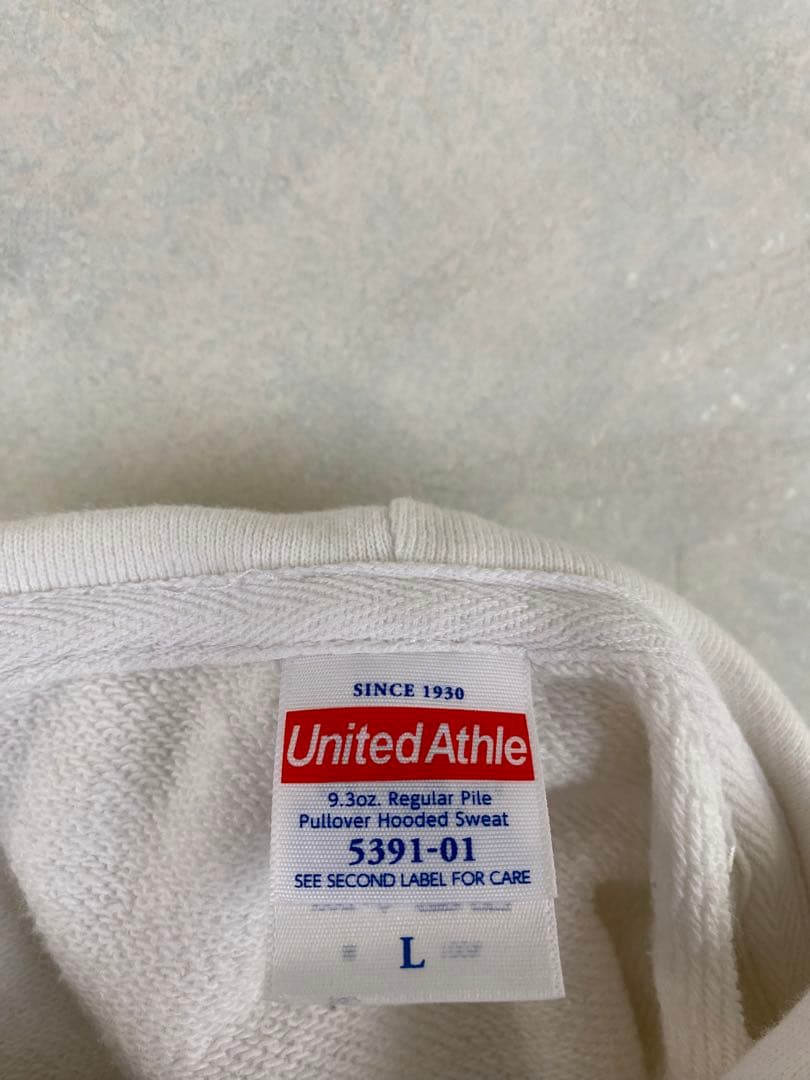 SINCE 1930
United Athle
9.3oz. Regular Pile
Pullover Hooded Sweat
5391-01
SEE SECOND LABEL FOR CARE
L